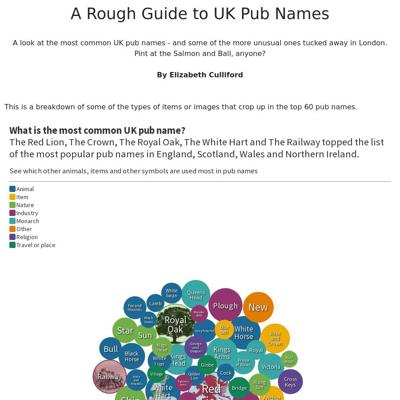 A Rough Guide to UK Pub Names
A look at the most common UK pub names - and some of the more unusual ones tucked away in London.
Pint at the Salmon and Ball, anyone?
By Elizabeth Culliford
This is a breakdown of some of the types of items or images that crop up in the top 60 pub names.
What is the most common UK pub name?
The Red Lion, The Crown, The Royal Oak, The White Hart and The Railway topped the list
of the most popular pub names in England, Scotland, Wales and Northern Ireland.
See which other animals, items and other symbols are used most in pub names
Animal
Item
Nature
Industry
Monarch
Other
Religion
Travel or place
White
Swan
Queens
Head
Lamb
Plough
New
Royal
Oak
Star
Sun
White
Horse
Bull
Black
Horse
Kings
Head
Kings
Arms
Royal
Globe
Victoria
Railway
Village
Cock
Cross
Keys
White
Hart
Red
Bridge